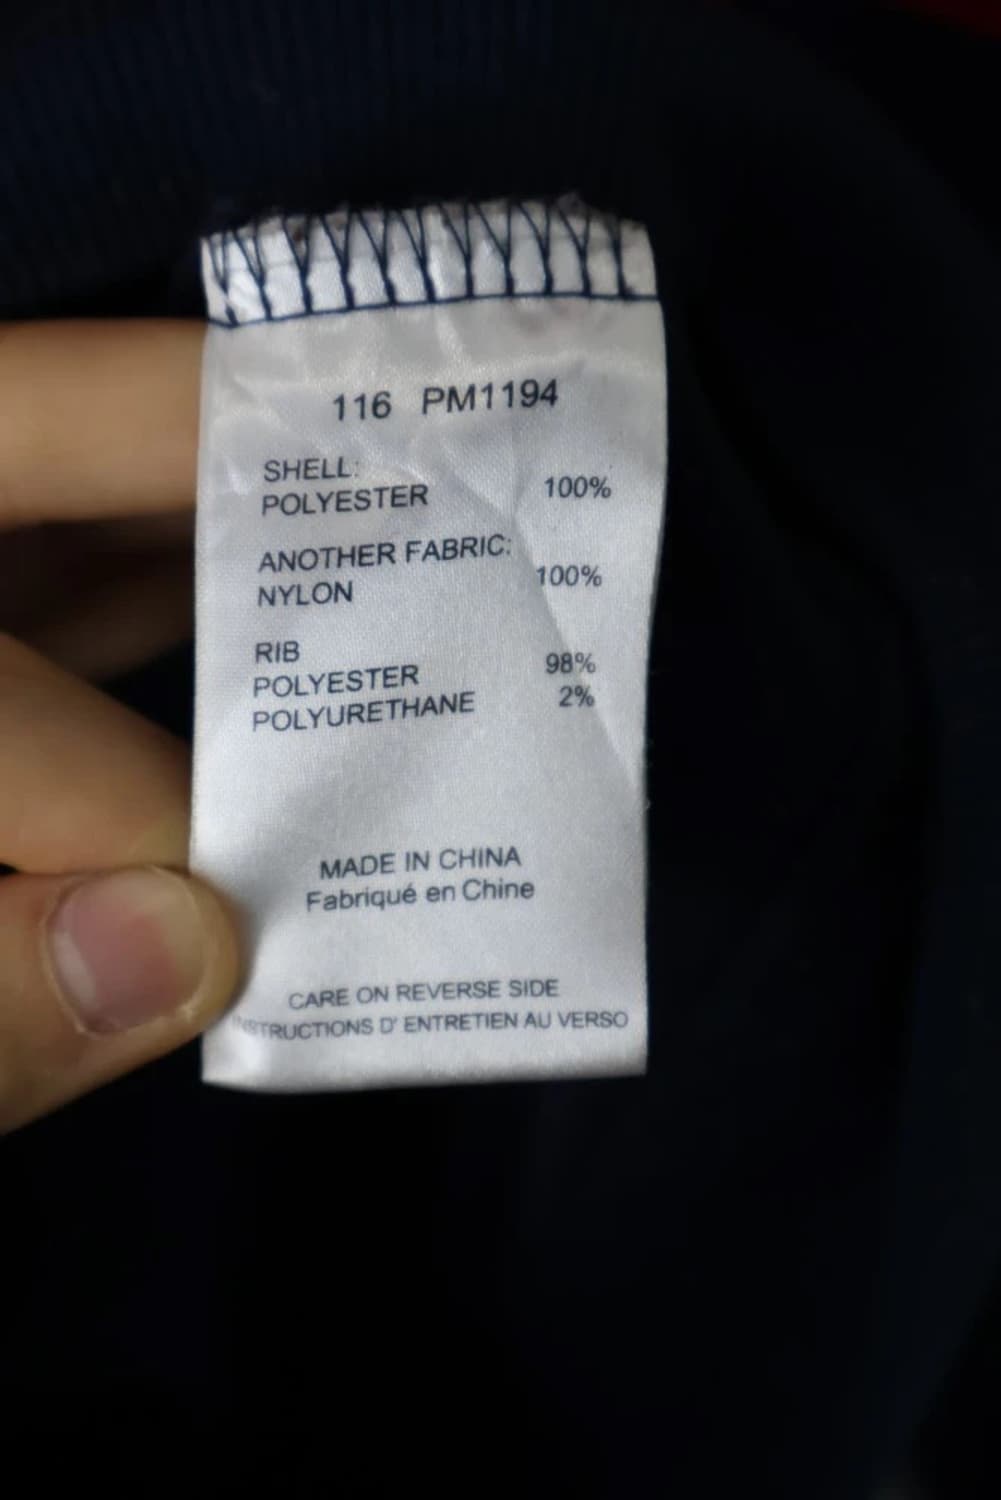 116 PM1194
SHELL:
POLYESTER 100%
ANOTHER FABRIC:
NYLON 100%
RIB
POLYESTER 98%
POLYURETHANE 2%
MADE IN CHINA
Fabriqué en Chine
CARE ON REVERSE SIDE
INSTRUCTIONS D' ENTRETIEN AU VERSO